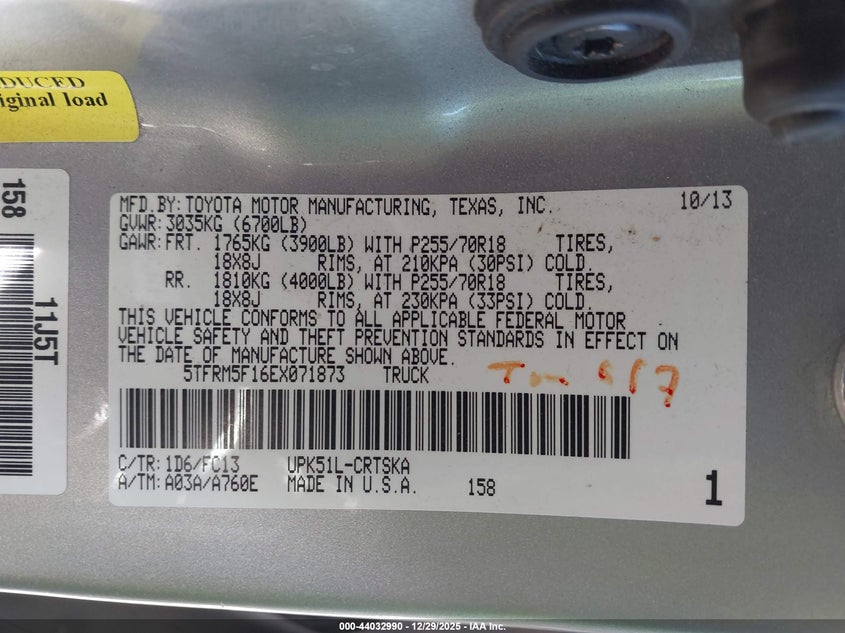 DUCED
iginal load
158
11J5T
MFD.BY:TOYOTA MOTOR MANUFACTURING, TEXAS, INC. 10/13
GVWR:3035KG (6700LB)
GAWR:FRT. 1765KG (3900LB) WITH P255/70R18 TIRES,
18X8J RIMS, AT 210KPA (30PSI) COLD.
RR. 1810KG (4000LB) WITH P255/70R18 TIRES,
18X8J RIMS, AT 230KPA (33PSI) COLD.
THIS VEHICLE CONFORMS TO ALL APPLICABLE FEDERAL MOTOR
VEHICLE SAFETY AND THEFT PREVENTION STANDARDS IN EFFECT ON
THE DATE OF MANUFACTURE SHOWN ABOVE.
5TFRM5F16EX071873 TRUCK
C/TR:1D6/FC13 UPK51L-CRTSKA
A/TM:A03A/A760E MADE IN U.S.A. 158 1
000-44032990 - 12/29/2025 - IAA Inc.